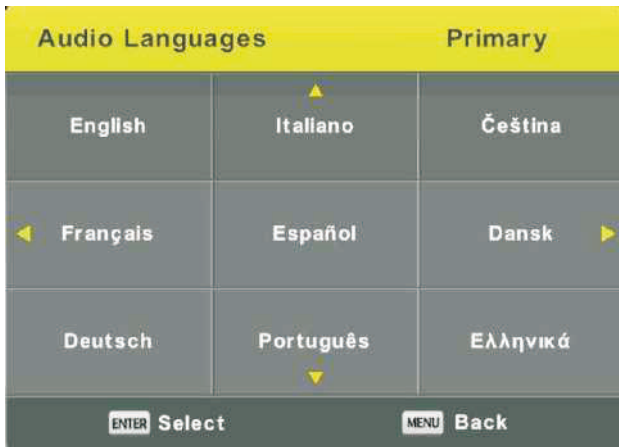 Audio Languages Primary
English Italiano Čeština
Français Español Dansk
Deutsch Português Ελληνικά
ENTER Select MENU Back